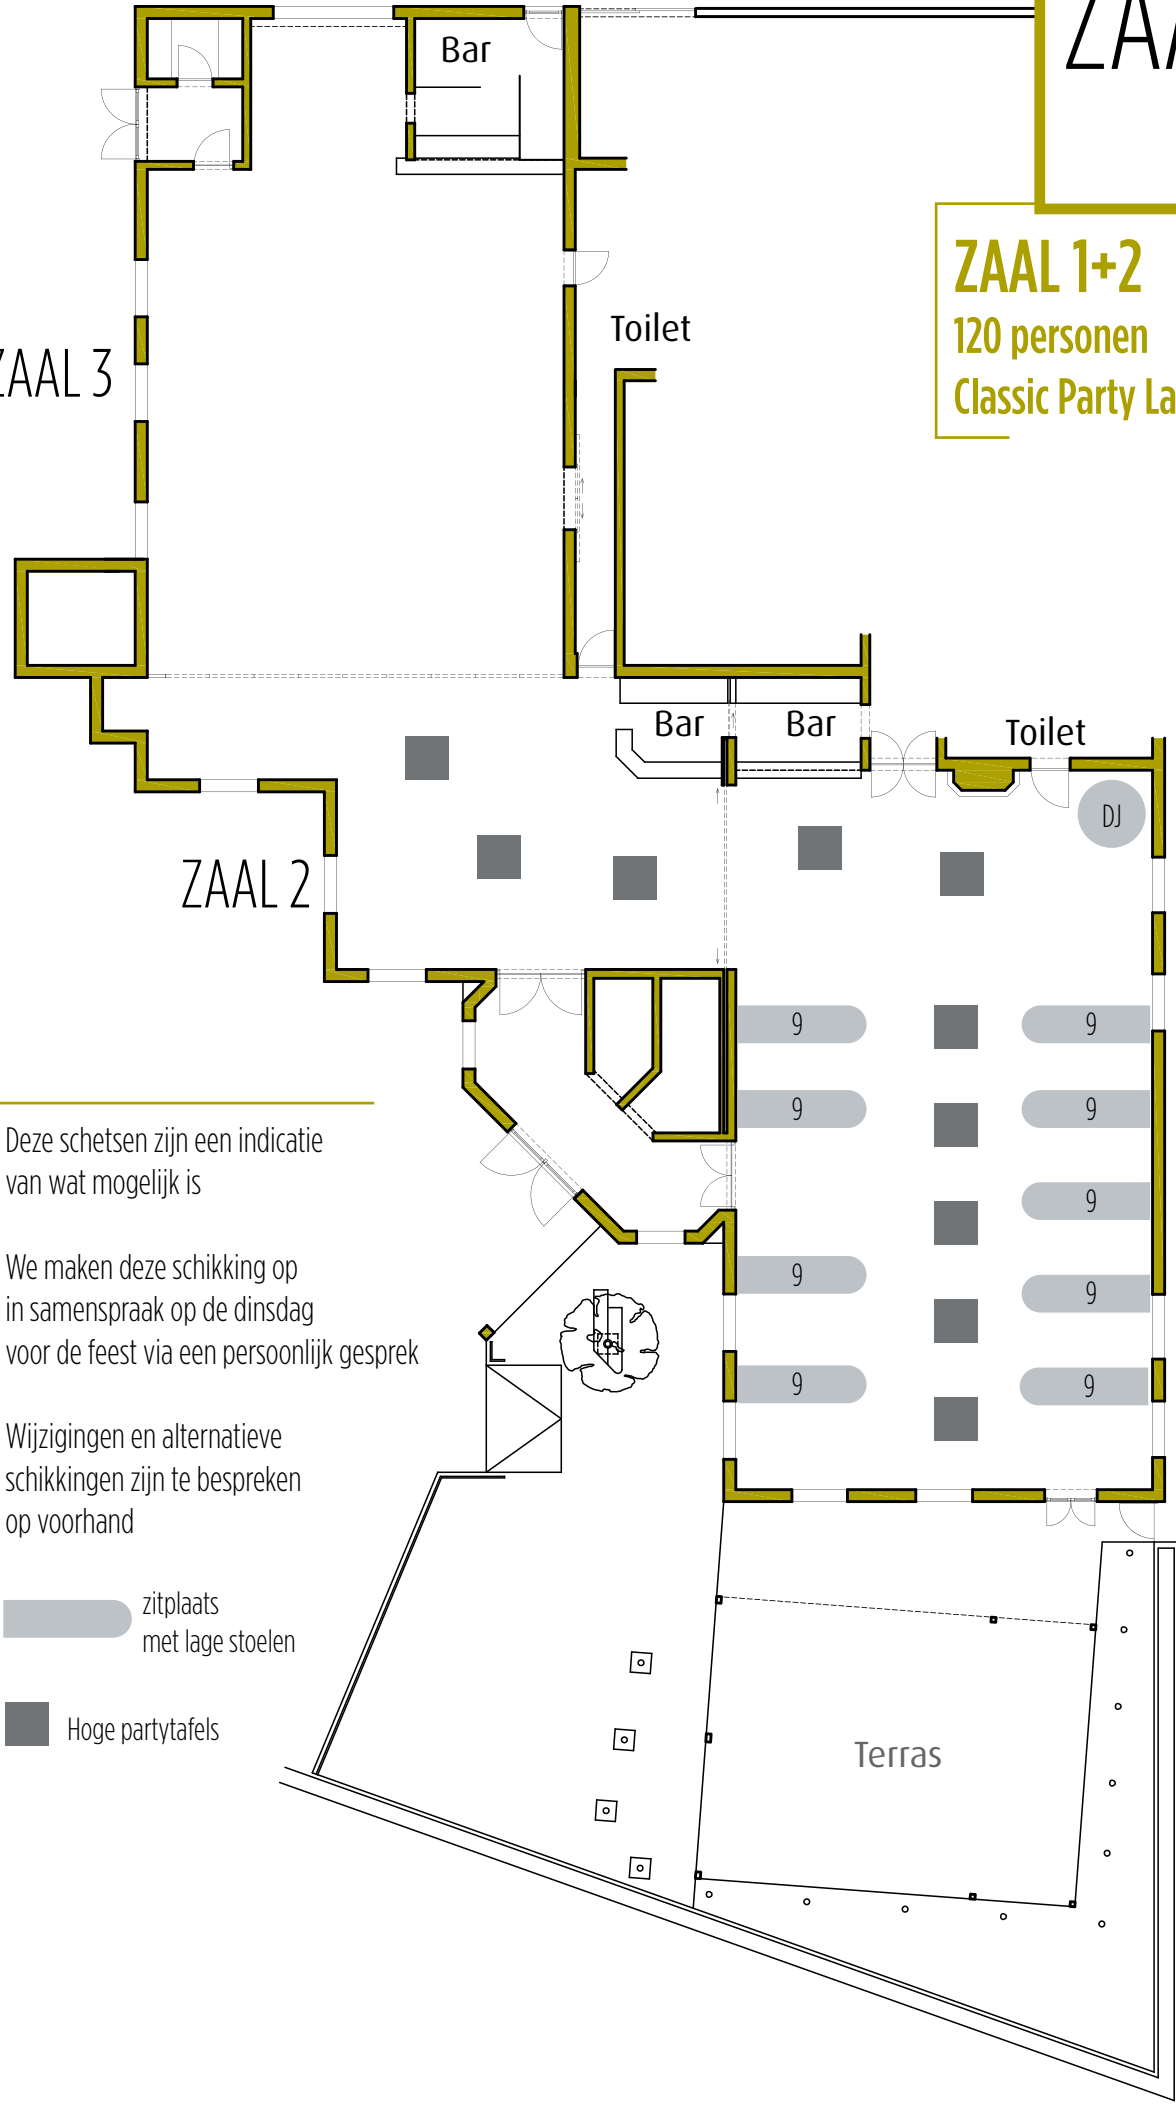 Bar
ZAAL 1+2
120 personen
Classic Party
Toilet
ZAAL 3
Bar
Bar
Toilet
DJ
ZAAL 2
9
9
9
9
9
9
9
9
9
Deze schetsen zijn een indicatie
van wat mogelijk is
We maken deze schikking op
in samenspraak op de dinsdag
voor de feest via een persoonlijk gesprek
Wijzigingen en alternatieve
schikkingen zijn te bespreken
op voorhand
zitplaats
met lage stoelen
Hoge partytafels
Terras